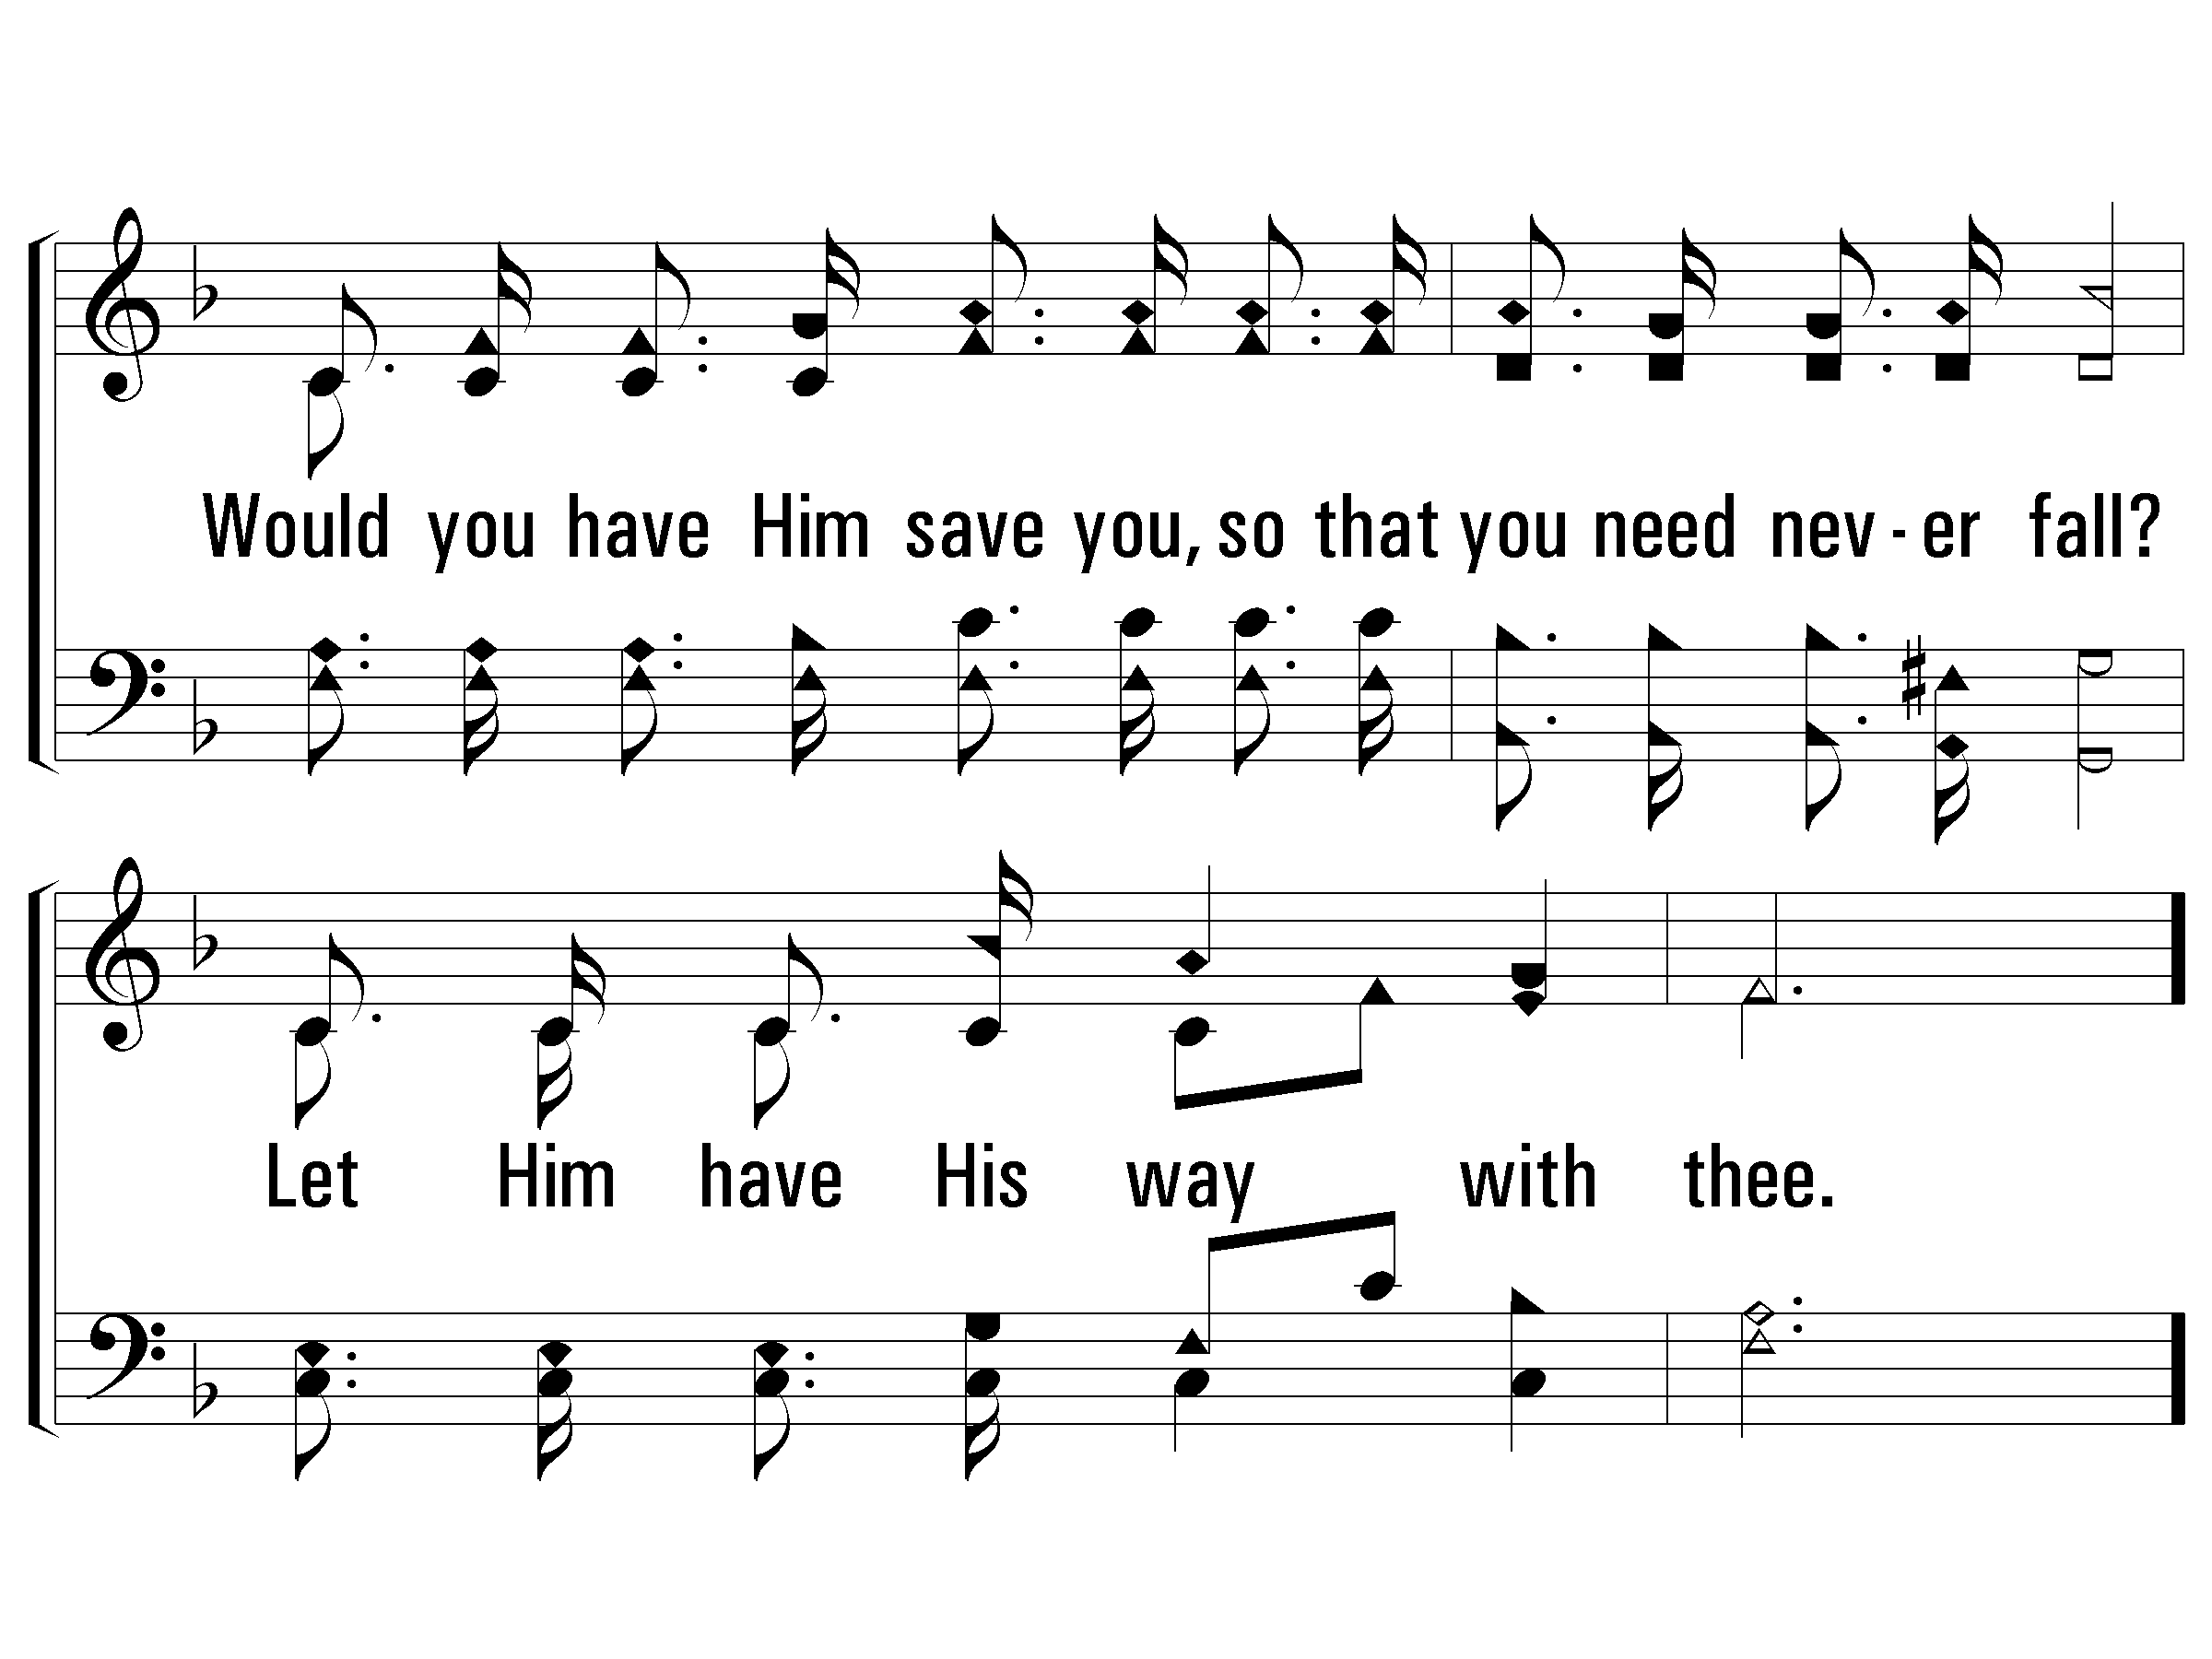 Would you have Him save you, so that you need nev - er fall?
Let Him have His way with thee.